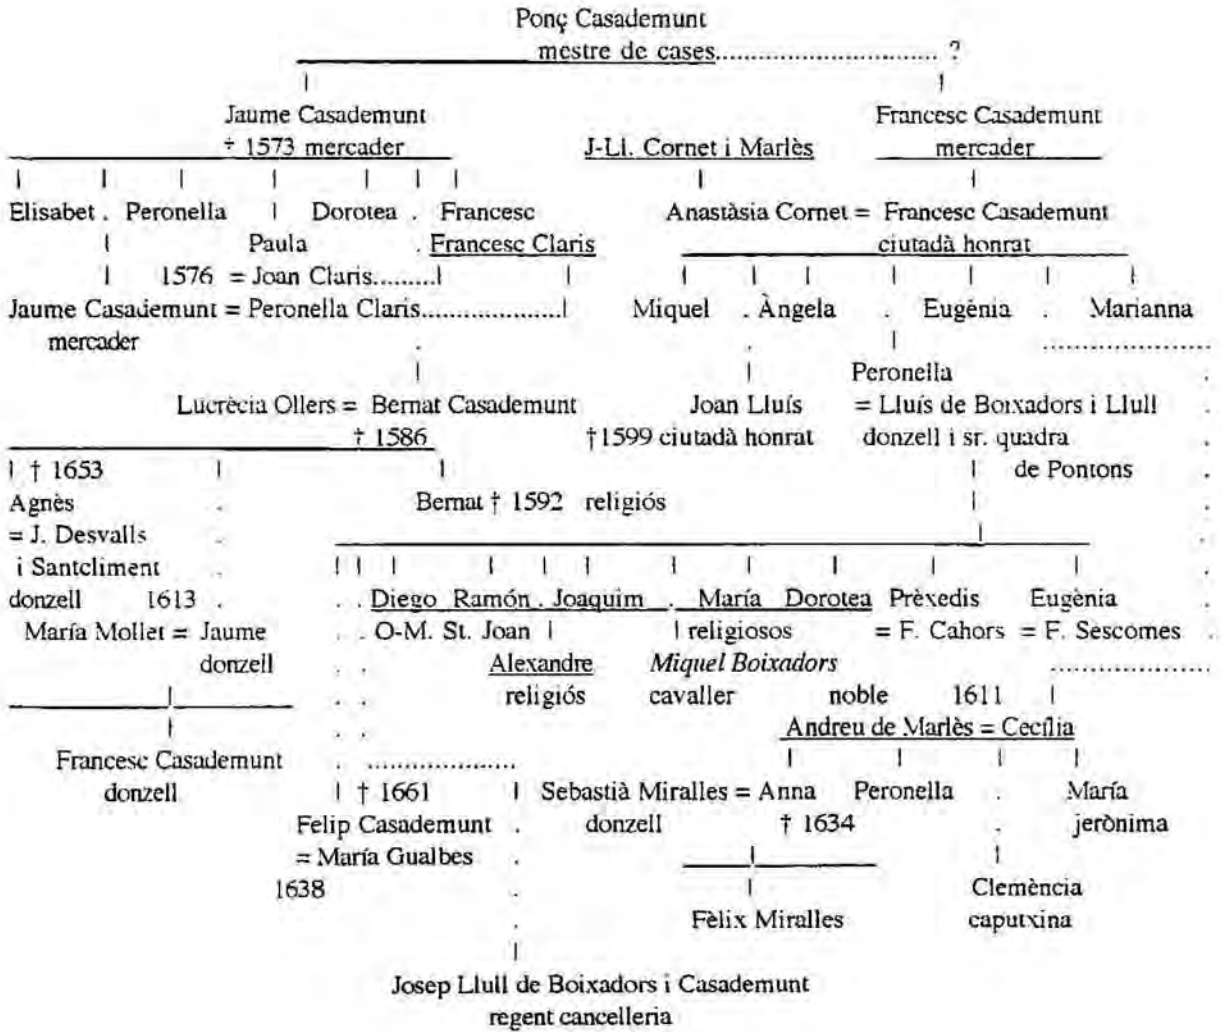 Ponç Casademunt
mestre de cases.............................. ?
Jaume Casademunt Francesc Casademunt
† 1573 mercader J-Ll. Cornet i Marlès mercader
Elisabet . Peronella Dorotea . Francesc Anastàsia Cornet = Francesc Casademunt
Paula . Francesc Claris ciutadà honrat
1576 = Joan Claris.........
Jaume Casademunt = Peronella Claris.................... Miquel . Àngela . Eugènia . Marianna
mercader
Peronella
Lucrècia Ollers = Bernat Casademunt Joan Lluís = Lluís de Boixadors i Llull
† 1586 †1599 ciutadà honrat donzell i sr. quadra
† 1653 de Pontons
Agnès Bernat † 1592 religiós
= J. Desvalls
i Santcliment
donzell 1613 . . . Diego Ramón . Joaquim . María Dorotea Prèxedis Eugènia
María Mollet = Jaume . . O-M. St. Joan religiosos = F. Cahors = F. Sescomes
donzell Alexandre Miquel Boixadors
religiós cavaller noble 1611
Andreu de Marlès = Cecília
Francesc Casademunt
donzell † 1661 Sebastià Miralles = Anna Peronella . María
Felip Casademunt . donzell † 1634 . jerònima
= María Gualbes
1638 Clemència
Fèlix Miralles caputxina
Josep Llull de Boixadors i Casademunt
regent cancelleria